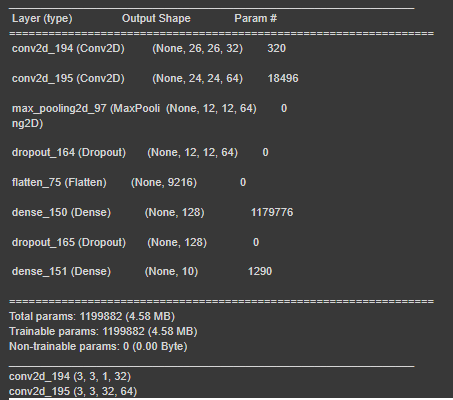 Layer (type) Output Shape Param #
=================================================================
conv2d_194 (Conv2D) (None, 26, 26, 32) 320
conv2d_195 (Conv2D) (None, 24, 24, 64) 18496
max_pooling2d_97 (MaxPooli (None, 12, 12, 64) 0
ng2D)
dropout_164 (Dropout) (None, 12, 12, 64) 0
flatten_75 (Flatten) (None, 9216) 0
dense_150 (Dense) (None, 128) 1179776
dropout_165 (Dropout) (None, 128) 0
dense_151 (Dense) (None, 10) 1290
=================================================================
Total params: 1199882 (4.58 MB)
Trainable params: 1199882 (4.58 MB)
Non-trainable params: 0 (0.00 Byte)
_________________________________________________________________
conv2d_194 (3, 3, 1, 32)
conv2d_195 (3, 3, 32, 64)